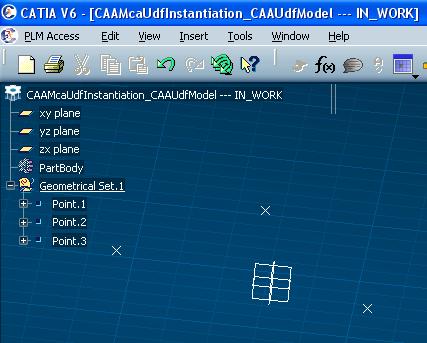 CATIA V6 - [CAAMcaUdfInstantiation_CAAUdfModel --- IN_WORK]
PLM Access Edit View Insert Tools Window Help
f(x)
CAAMcaUdfInstantiation_CAAUdfModel --- IN_WORK
xy plane
yz plane
zx plane
PartBody
Geometrical Set.1
Point.1
Point.2
Point.3